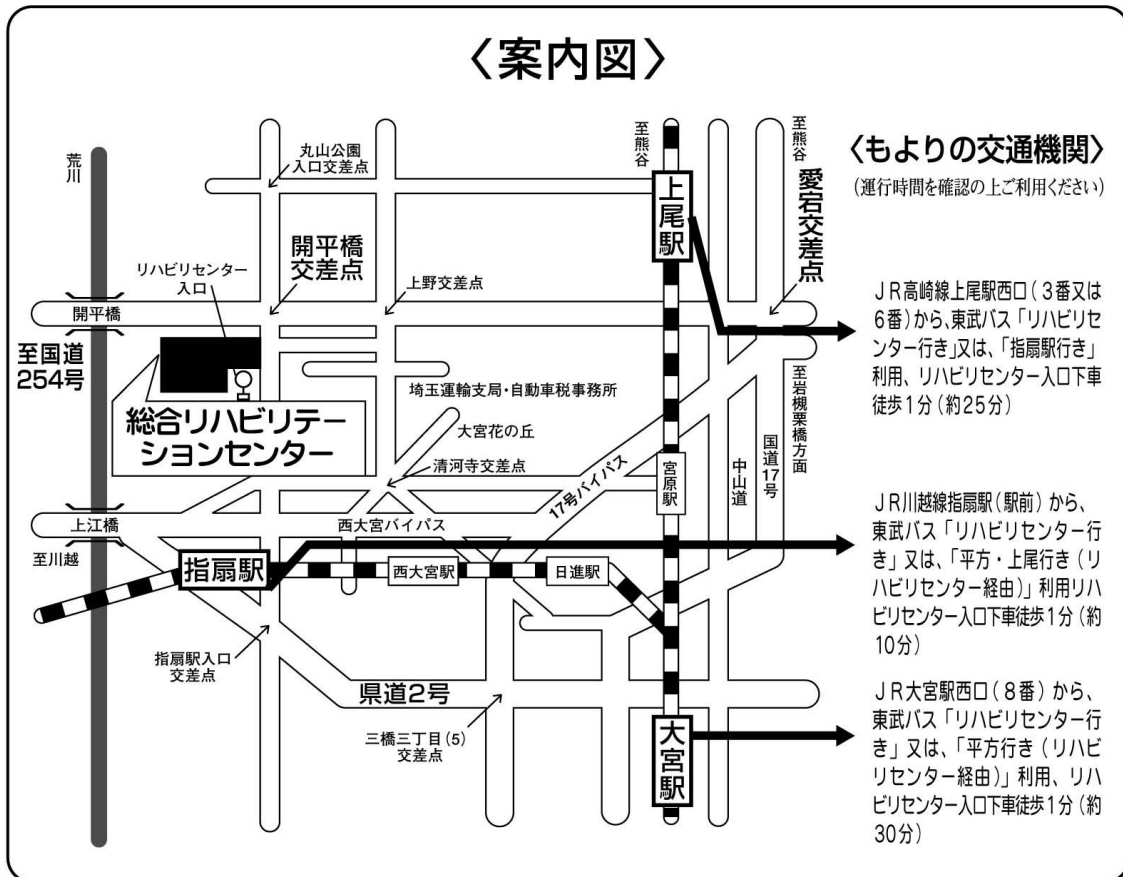 〈案内図〉
荒川
丸山公園
入口交差点
至熊谷
上尾駅
至熊谷
愛宕交差点
〈もよりの交通機関〉
(運行時間を確認の上ご利用ください)
リハビリセンター
入口
開平橋
交差点
上野交差点
開平橋
至国道
254号
総合リハビリテー
ションセンター
埼玉運輸支局・自動車税事務所
大宮花の丘
清河寺交差点
17号バイパス
宮原駅
中山道
国道17号
至岩槻栗橋方面
JR高崎線上尾駅西口(3番又は
6番)から、東武バス「リハビリセ
ンター行き」又は、「指扇駅行き」
利用、リハビリセンター入口下車
徒歩1分(約25分)
上江橋
至川越
西大宮バイパス
指扇駅
西大宮駅
日進駅
JR川越線指扇駅(駅前)から、
東武バス「リハビリセンター行
き」又は、「平方・上尾行き(リ
ハビリセンター経由)」利用リハ
ビリセンター入口下車徒歩1分(約
10分)
指扇駅入口
交差点
県道2号
三橋三丁目(5)
交差点
大宮駅
JR大宮駅西口(8番)から、
東武バス「リハビリセンター行
き」又は、「平方行き(リハビ
リセンター経由)」利用、リハ
ビリセンター入口下車徒歩1分(約
30分)